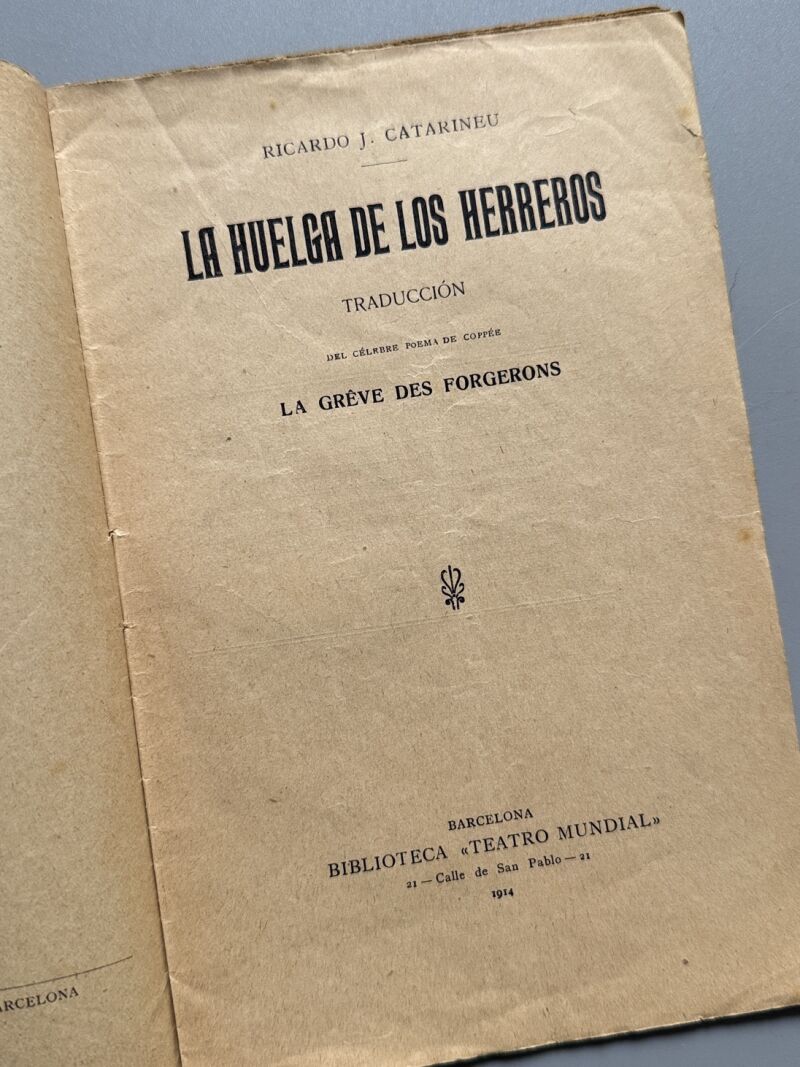 RICARDO J. CATARINEU
LA HUELGA DE LOS HERREROS
TRADUCCIÓN
DEL CÉLEBRE POEMA DE COPPÉE
LA GRÊVE DES FORGERONS
BARCELONA
BIBLIOTECA «TEATRO MUNDIAL»
21 — Calle de San Pablo — 21
1914
ARCELONA